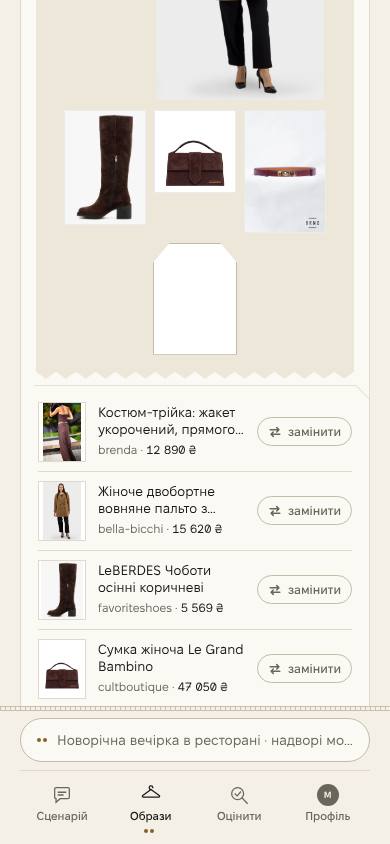 Костюм-трійка: жакет
укорочений, прямого…
brenda · 12 890 ₴
замінити
Жіноче двобортне
вовняне пальто з…
bella-bicchi · 15 620 ₴
замінити
LeBERDES Чоботи
осінні коричневі
favoriteshoes · 5 569 ₴
замінити
Сумка жіноча Le Grand
Bambino
cultboutique · 47 050 ₴
замінити
Новорічна вечірка в ресторані · надворі мо…
Сценарій
Образи
Оцінити
М
Профіль